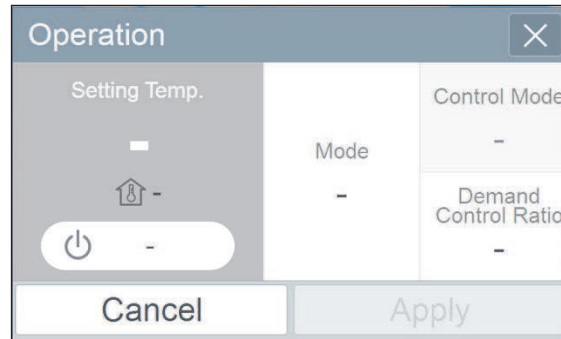 Operation
Setting Temp.
-
-
-
Mode
-
Control Mode
-
Demand
Control Ratio
-
Cancel
Apply